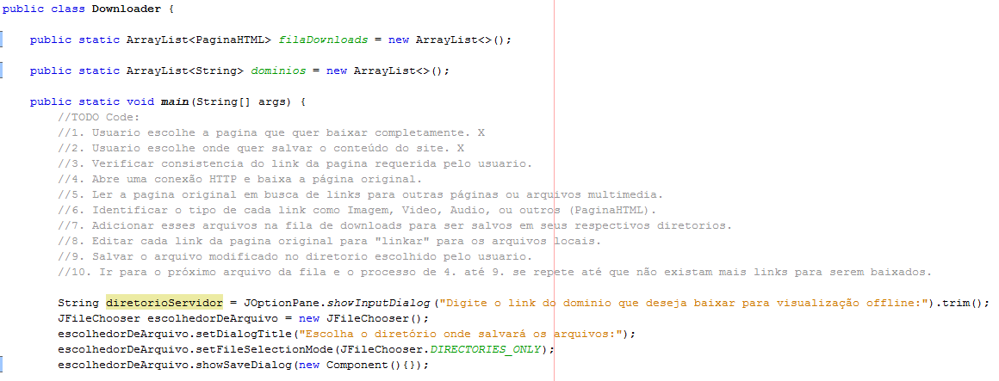 public class Downloader {
public static ArrayList<PaginaHTML> filaDownloads = new ArrayList<>();
public static ArrayList<String> dominios = new ArrayList<>();
public static void main(String[] args) {
//TODO Code:
//1. Usuario escolhe a pagina que quer baixar completamente. X
//2. Usuario escolhe onde quer salvar o conteúdo do site. X
//3. Verificar consistencia do link da pagina requerida pelo usuario.
//4. Abre uma conexão HTTP e baixa a página original.
//5. Ler a pagina original em busca de links para outras páginas ou arquivos multimedia.
//6. Identificar o tipo de cada link como Imagem, Video, Audio, ou outros (PaginaHTML).
//7. Adicionar esses arquivos na fila de downloads para ser salvos em seus respectivos diretorios.
//8. Editar cada link da pagina original para "linkar" para os arquivos locais.
//9. Salvar o arquivo modificado no diretorio escolhido pelo usuario.
//10. Ir para o próximo arquivo da fila e o processo de 4. até 9. se repete até que não existam mais links para serem baixados.
String diretorioServidor = JOptionPane.showInputDialog("Digite o link do dominio que deseja baixar para visualização offline:").trim();
JFileChooser escolhedorDeArquivo = new JFileChooser();
escolhedorDeArquivo.setDialogTitle("Escolha o diretório onde salvará os arquivos:");
escolhedorDeArquivo.setFileSelectionMode(JFileChooser.DIRECTORIES_ONLY);
escolhedorDeArquivo.showSaveDialog(new Component(){});